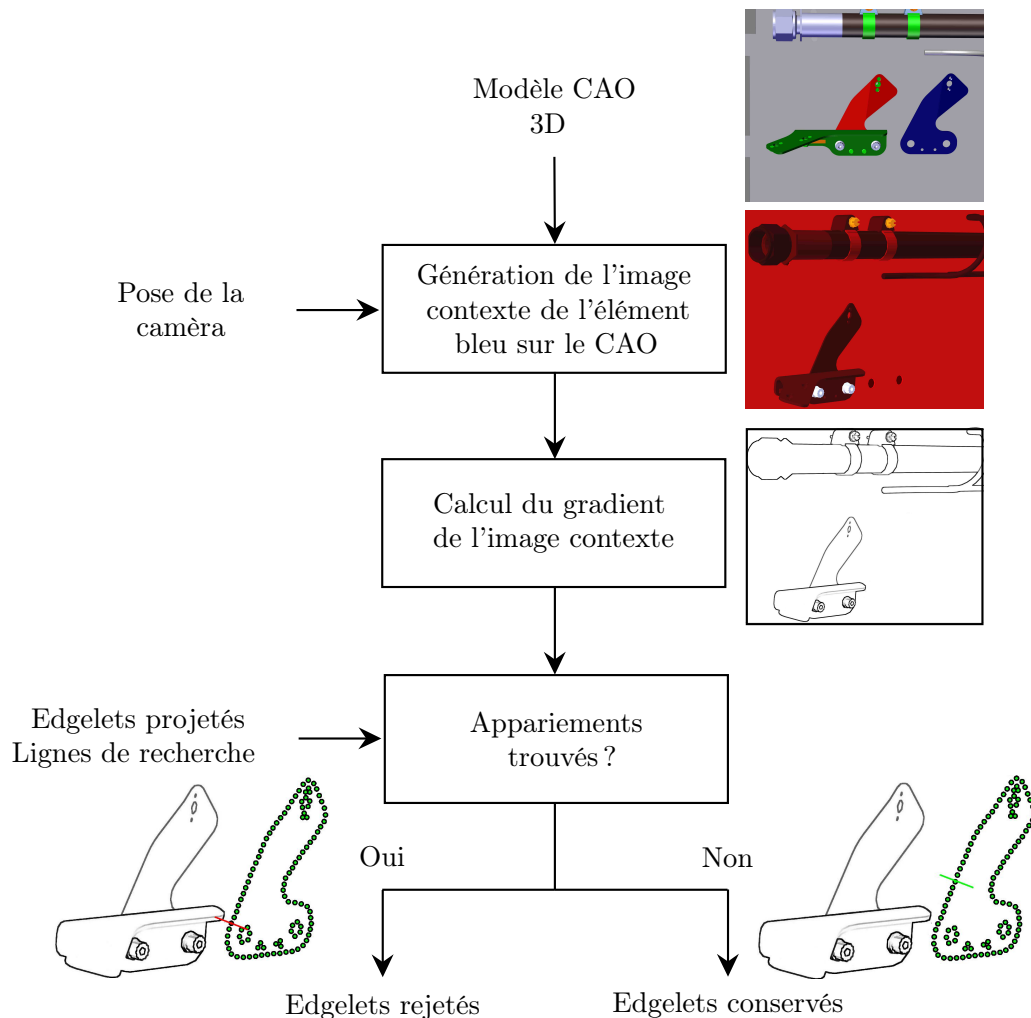 Modèle CAO
3D
Pose de la
camèra
Génération de l'image
contexte de l'élément
bleu sur le CAO
Calcul du gradient
de l'image contexte
Edgelets projetés
Lignes de recherche
Appariements
trouvés ?
Oui
Non
Edgelets rejetés
Edgelets conservés